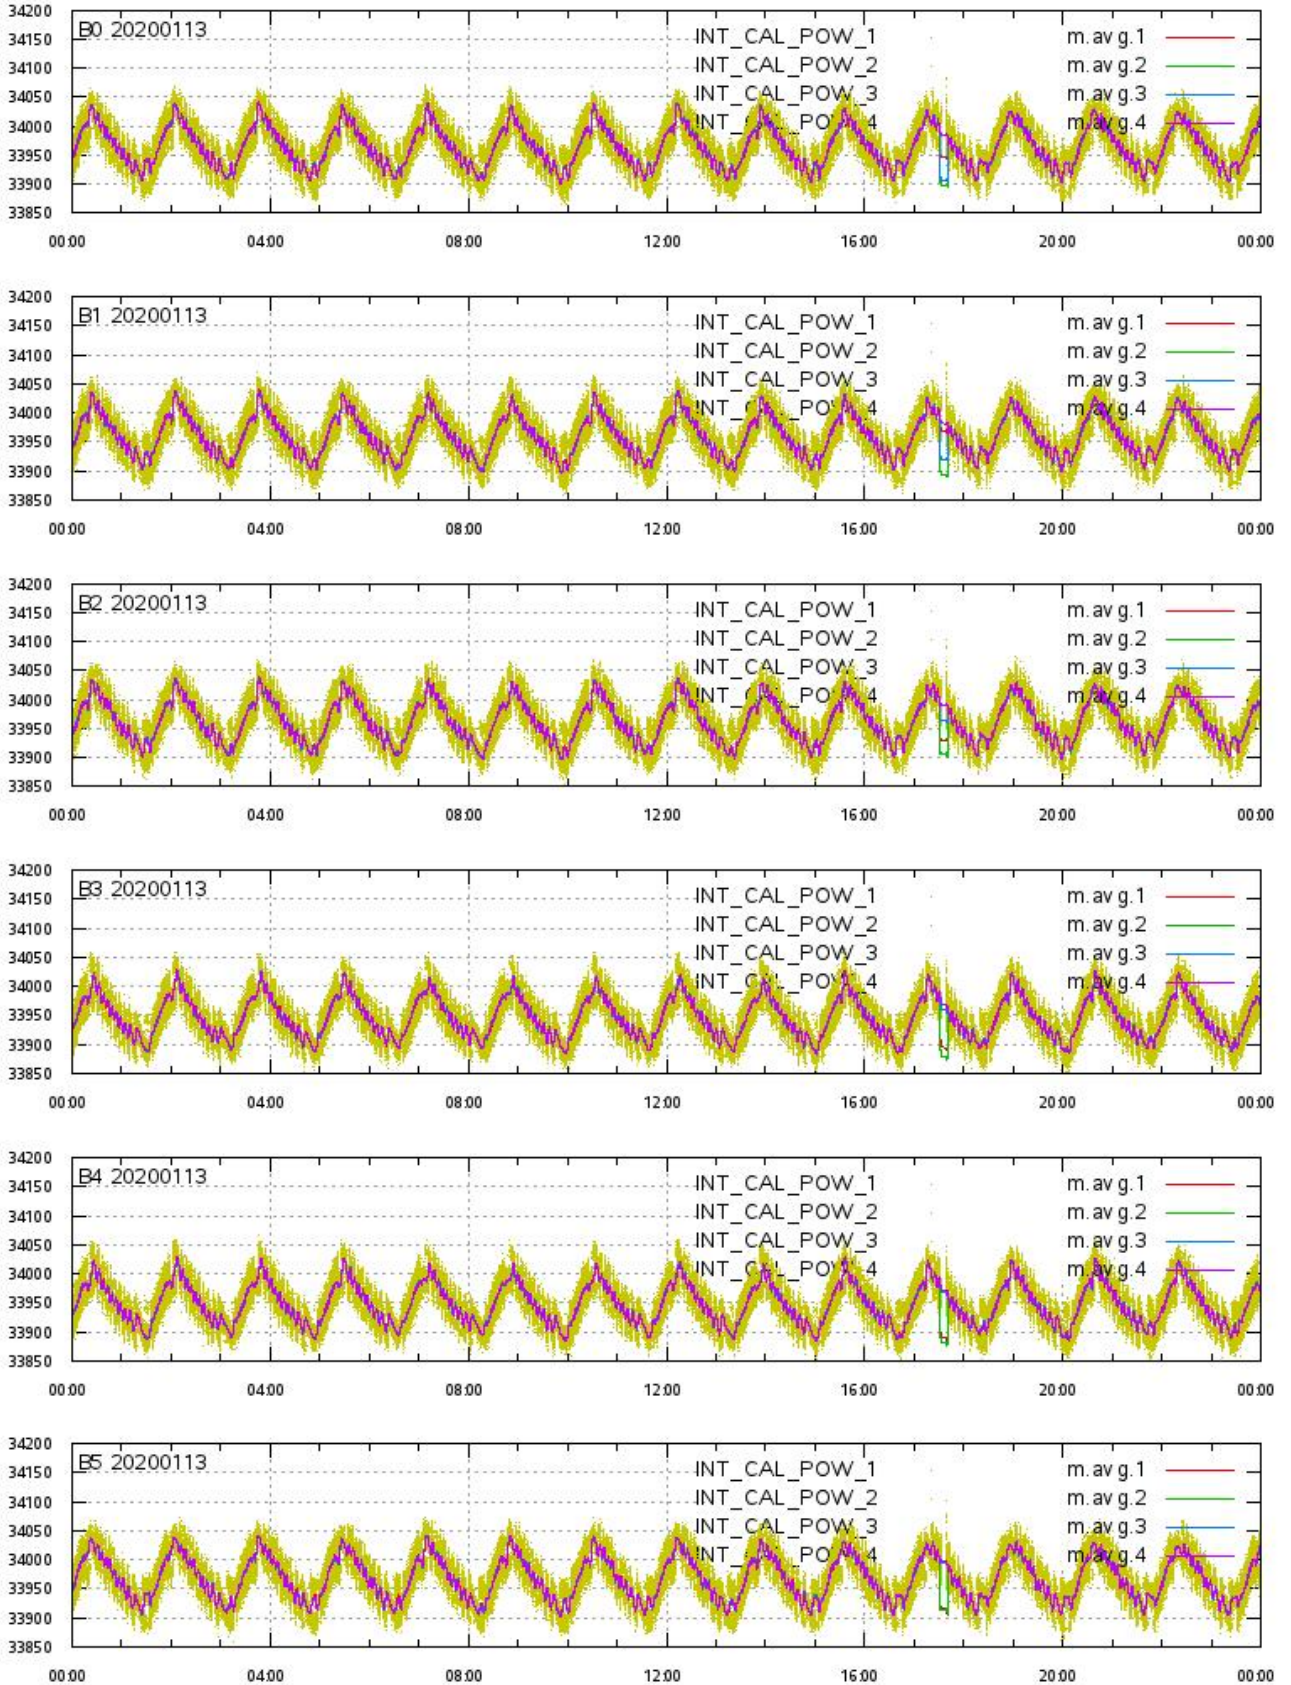 34200
B0 20200113 INT_CAL_POW_1 m.avg.1
34150
INT_CAL_POW_2 m.avg.2
34100
INT_CAL_POW_3 m.avg.3
34050
INT_CAL_POW_4 m.avg.4
34000
33950
33900
33850
00:00 04:00 08:00 12:00 16:00 20:00 00:00
34200
B1 20200113 INT_CAL_POW_1 m.avg.1
34150
INT_CAL_POW_2 m.avg.2
34100
INT_CAL_POW_3 m.avg.3
34050
INT_CAL_POW_4 m.avg.4
34000
33950
33900
33850
00:00 04:00 08:00 12:00 16:00 20:00 00:00
34200
B2 20200113 INT_CAL_POW_1 m.avg.1
34150
INT_CAL_POW_2 m.avg.2
34100
INT_CAL_POW_3 m.avg.3
34050
INT_CAL_POW_4 m.avg.4
34000
33950
33900
33850
00:00 04:00 08:00 12:00 16:00 20:00 00:00
34200
B3 20200113 INT_CAL_POW_1 m.avg.1
34150
INT_CAL_POW_2 m.avg.2
34100
INT_CAL_POW_3 m.avg.3
34050
INT_CAL_POW_4 m.avg.4
34000
33950
33900
33850
00:00 04:00 08:00 12:00 16:00 20:00 00:00
34200
B4 20200113 INT_CAL_POW_1 m.avg.1
34150
INT_CAL_POW_2 m.avg.2
34100
INT_CAL_POW_3 m.avg.3
34050
INT_CAL_POW_4 m.avg.4
34000
33950
33900
33850
00:00 04:00 08:00 12:00 16:00 20:00 00:00
34200
B5 20200113 INT_CAL_POW_1 m.avg.1
34150
INT_CAL_POW_2 m.avg.2
34100
INT_CAL_POW_3 m.avg.3
34050
INT_CAL_POW_4 m.avg.4
34000
33950
33900
33850
00:00 04:00 08:00 12:00 16:00 20:00 00:00